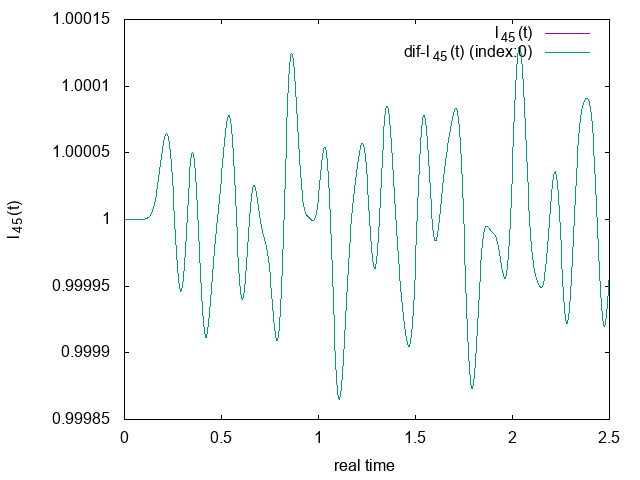 1.00015
1.0001
1.00005
1
0.99995
0.9999
0.99985
I45(t)
I45(t)
dif-I45(t) (index:0)
0 0.5 1 1.5 2 2.5
real time